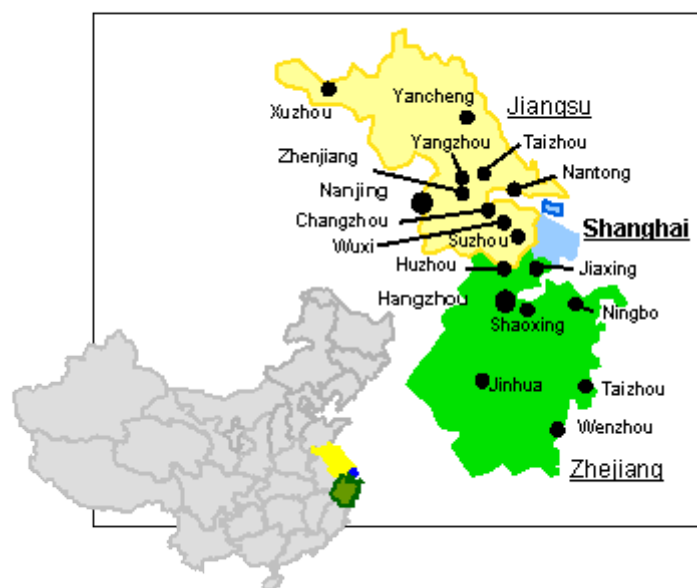 Xuzhou
Yancheng
Jiangsu
Yangzhou
Taizhou
Zhenjiang
Nantong
Nanjing
Changzhou
Shanghai
Wuxi
Suzhou
Huzhou
Jiaxing
Hangzhou
Shaoxing
Ningbo
Jinhua
Taizhou
Wenzhou
Zhejiang